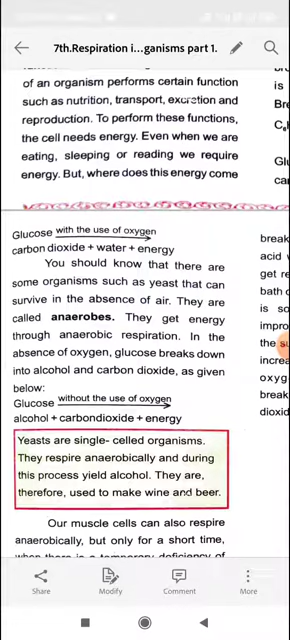 7th.Respiration i...ganisms part 1.
of an organism performs certain function
such as nutrition, transport, excretion and
reproduction. To perform these functions,
the cell needs energy. Even when we are
eating, sleeping or reading we require
energy. But, where does this energy come
is
Bre
Glu
ca
Glucose with the use of oxygen
carbon dioxide + water + energy
You should know that there are
some organisms such as yeast that can
survive in the absence of air. They are
called anaerobes. They get energy
through anaerobic respiration. In the
absence of oxygen, glucose breaks down
into alcohol and carbon dioxide, as given
below:
Glucose without the use of oxygen
alcohol + carbondioxide + energy
Yeasts are single- celled organisms.
They respire anaerobically and during
this process yield alcohol. They are,
therefore, used to make wine and beer.
Our muscle cells can also respire
anaerobically, but only for a short time,
when there is a temporary deficiency of
break
acid
get re
bath
is so
impro
the
increa
oxyg
break
dioxid
Share
Modify
Comment
More